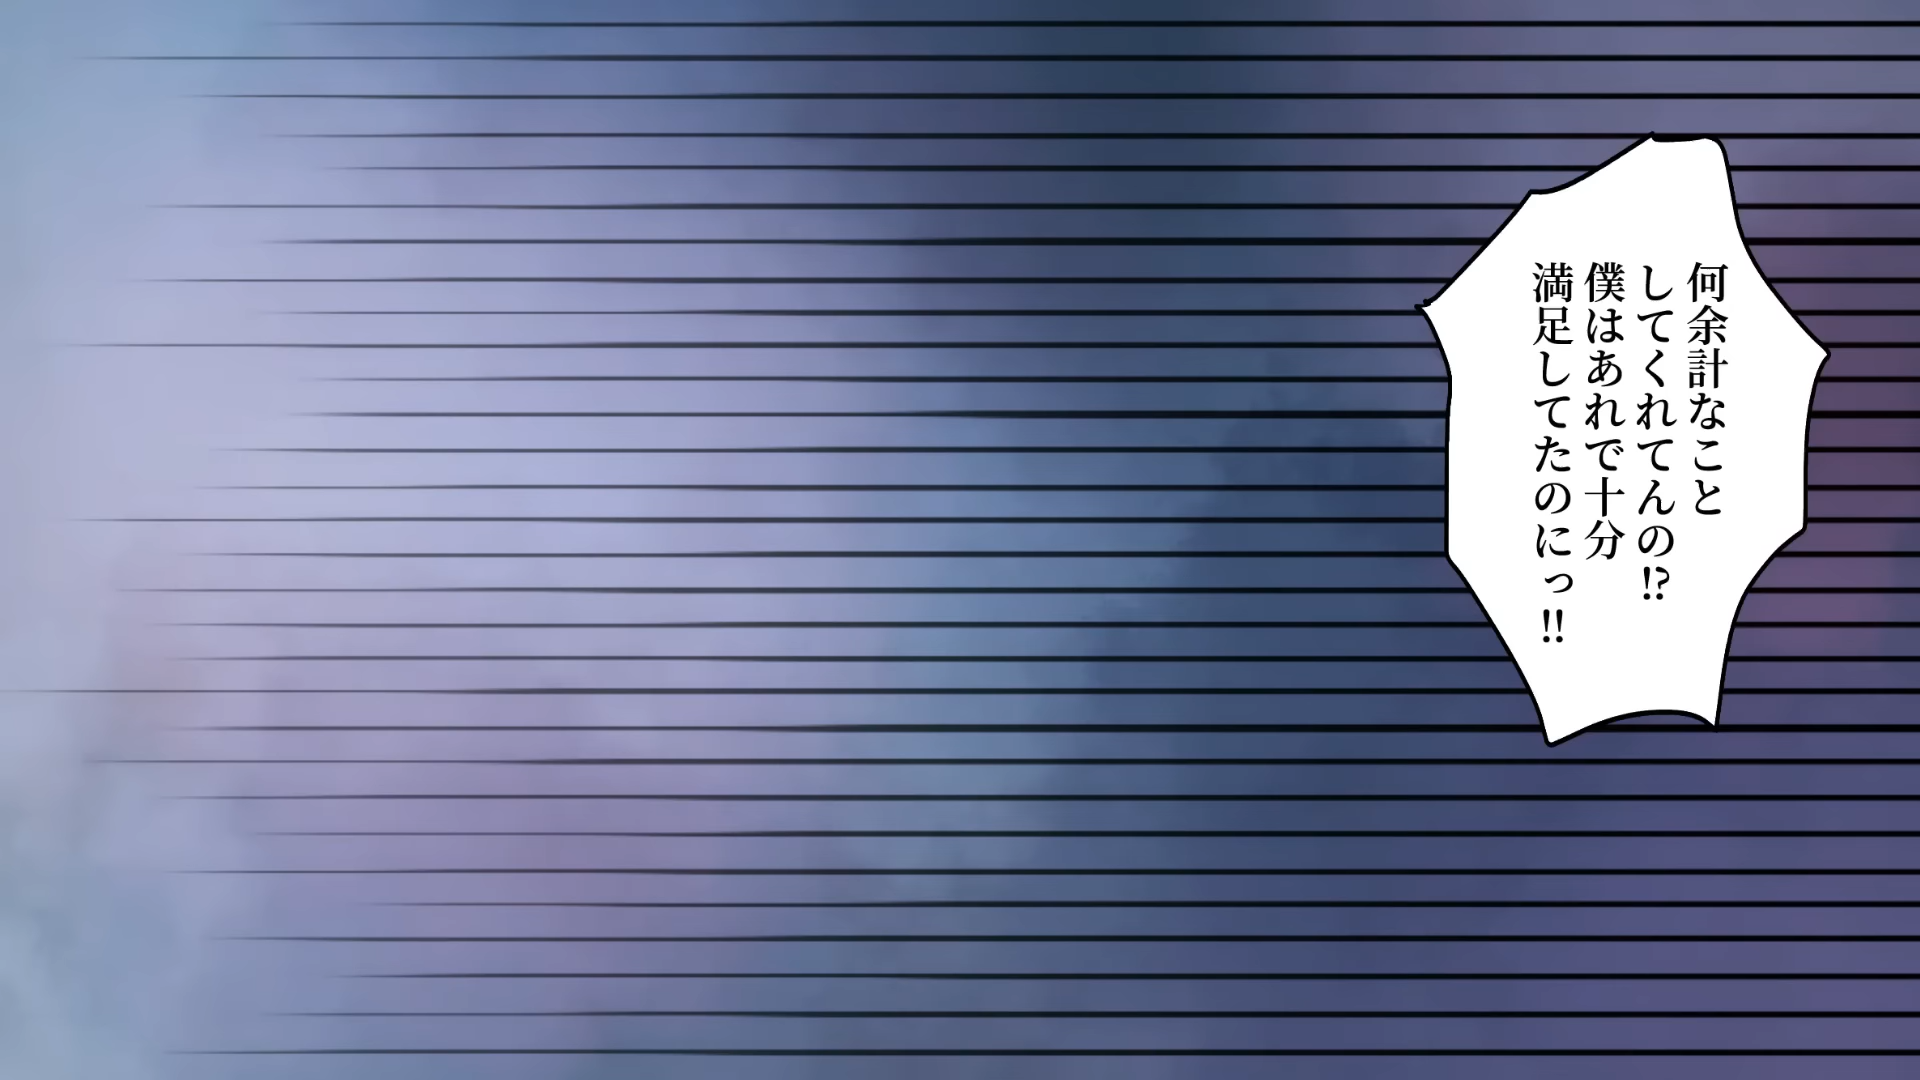 何余計なこと
してくれてんの!?
僕はあれで十分
満足してたのにっ!!